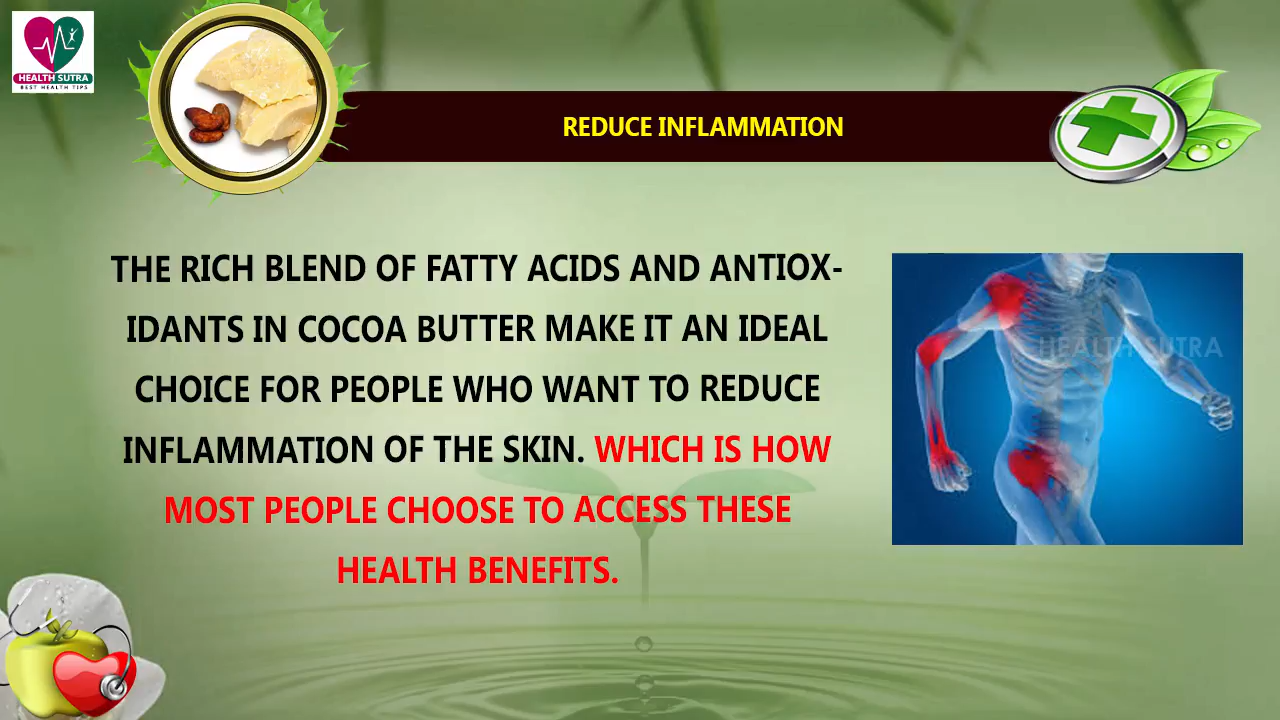 HEALTH SUTRA
BEST HEALTH TIPS
REDUCE INFLAMMATION
THE RICH BLEND OF FATTY ACIDS AND ANTIOX-
IDANTS IN COCOA BUTTER MAKE IT AN IDEAL
CHOICE FOR PEOPLE WHO WANT TO REDUCE
INFLAMMATION OF THE SKIN. WHICH IS HOW
MOST PEOPLE CHOOSE TO ACCESS THESE
HEALTH BENEFITS.
HEALTH SUTRA